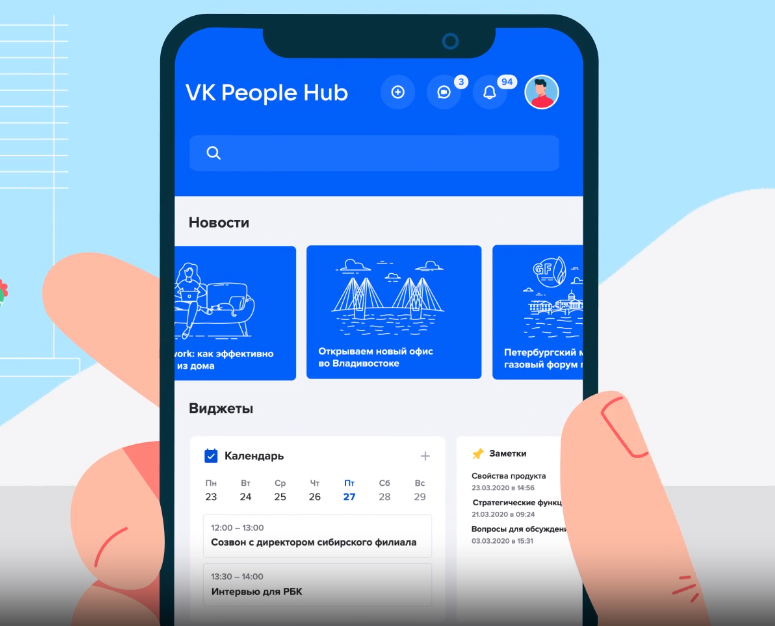 VK People Hub
3
94
Новости
work: как эффективно
из дома
Открываем новый офис
во Владивостоке
GF
Петербургский
газовый форум
Виджеты
Календарь
Пн Вт Ср Чт Пт Сб Вс
23 24 25 26 27 28 29
12:00 – 13:00
Созвон с директором сибирского филиала
13:30 – 14:00
Интервью для РБК
Заметки
Свойства продукта
23.03.2020 в 14:56
Стратегические функц
21.03.2020 в 09:24
Вопросы для обсужден
03.03.2020 в 15:31